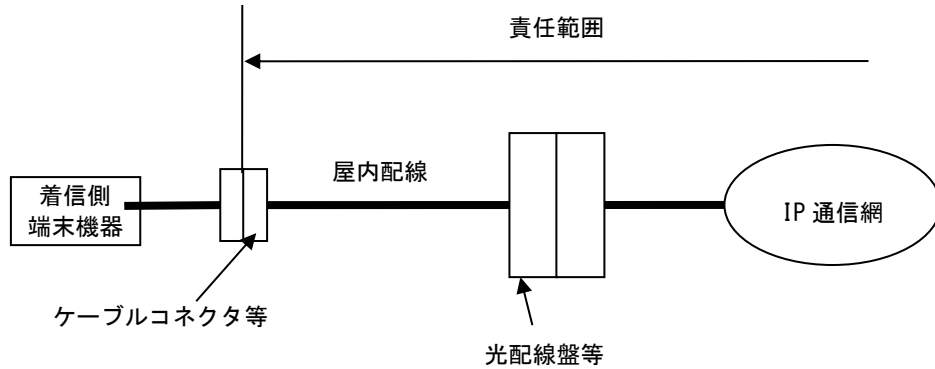 責任範囲
屋内配線
着信側
端末機器
IP 通信網
ケーブルコネクタ等
光配線盤等